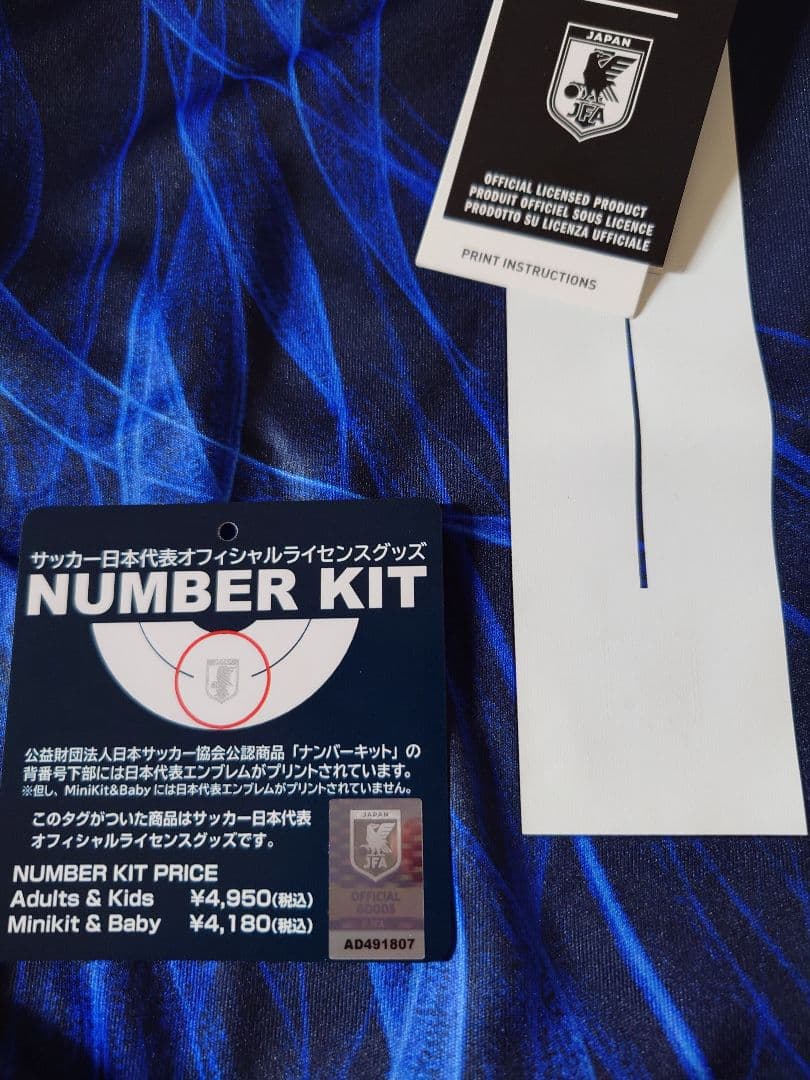 JAPAN
JFA
OFFICIAL LICENSED PRODUCT
PRODUIT OFFICIEL SOUS LICENCE
PRODOTTO SU LICENZA UFFICIALE
PRINT INSTRUCTIONS
サッカー日本代表オフィシャルライセンスグッズ
NUMBER KIT
公益財団法人日本サッカー協会公認商品「ナンバーキット」の
背番号下部には日本代表エンブレムがプリントされています。
※但し、MiniKit&Babyには日本代表エンブレムがプリントされていません。
このタグがついた商品はサッカー日本代表
オフィシャルライセンスグッズです。
NUMBER KIT PRICE
Adults & Kids ¥4,950(税込)
Minikit & Baby ¥4,180(税込)
JAPAN
JFA
OFFICIAL
GOODS
AD491807